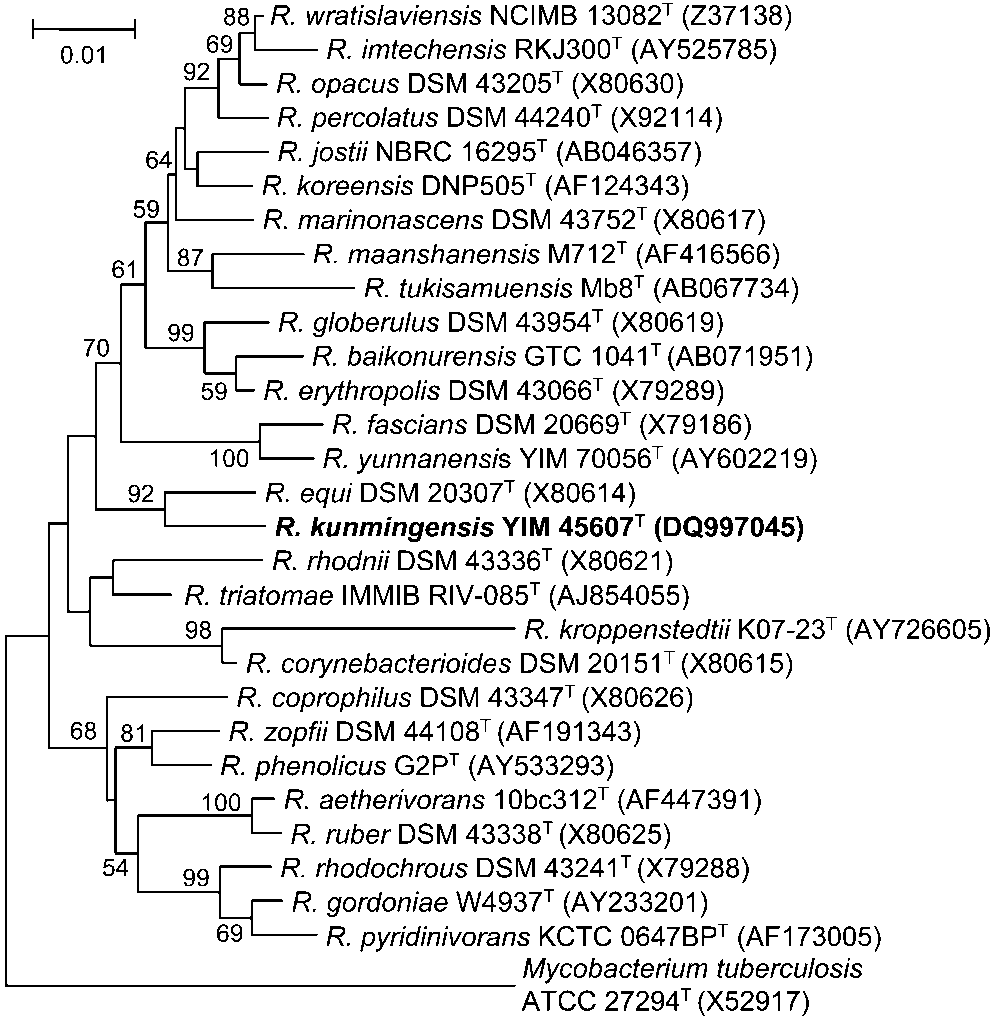 88 R. wratislaviensis NCIMB 13082ᵀ (Z37138)
0.01
69 R. imtechensis RKJ300ᵀ (AY525785)
92 R. opacus DSM 43205ᵀ (X80630)
R. percolatus DSM 44240ᵀ (X92114)
R. jostii NBRC 16295ᵀ (AB046357)
64
R. koreensis DNP505ᵀ (AF124343)
59
R. marinonascens DSM 43752ᵀ (X80617)
61 87 R. maanshanensis M712ᵀ (AF416566)
R. tukisamuensis Mb8ᵀ (AB067734)
99 R. globerulus DSM 43954ᵀ (X80619)
70
R. baikonurensis GTC 1041ᵀ (AB071951)
59 R. erythropolis DSM 43066ᵀ (X79289)
R. fascians DSM 20669ᵀ (X79186)
100 R. yunnanensis YIM 70056ᵀ (AY602219)
92 R. equi DSM 20307ᵀ (X80614)
R. kunmingensis YIM 45607ᵀ (DQ997045)
R. rhodnii DSM 43336ᵀ (X80621)
R. triatomae IMMIB RIV-085ᵀ (AJ854055)
98 R. kroppenstedtii K07-23ᵀ (AY726605)
R. corynebacterioides DSM 20151ᵀ (X80615)
R. coprophilus DSM 43347ᵀ (X80626)
68 81 R. zopfii DSM 44108ᵀ (AF191343)
R. phenolicus G2Pᵀ (AY533293)
100 R. aetherivorans 10bc312ᵀ (AF447391)
R. ruber DSM 43338ᵀ (X80625)
54 R. rhodochrous DSM 43241ᵀ (X79288)
99
R. gordoniae W4937ᵀ (AY233201)
69 R. pyridinivorans KCTC 0647BPᵀ (AF173005)
Mycobacterium tuberculosis
ATCC 27294ᵀ (X52917)